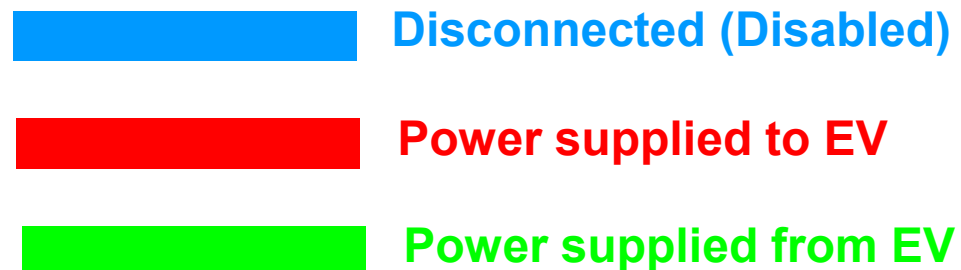 Disconnected (Disabled)
Power supplied to EV
Power supplied from EV